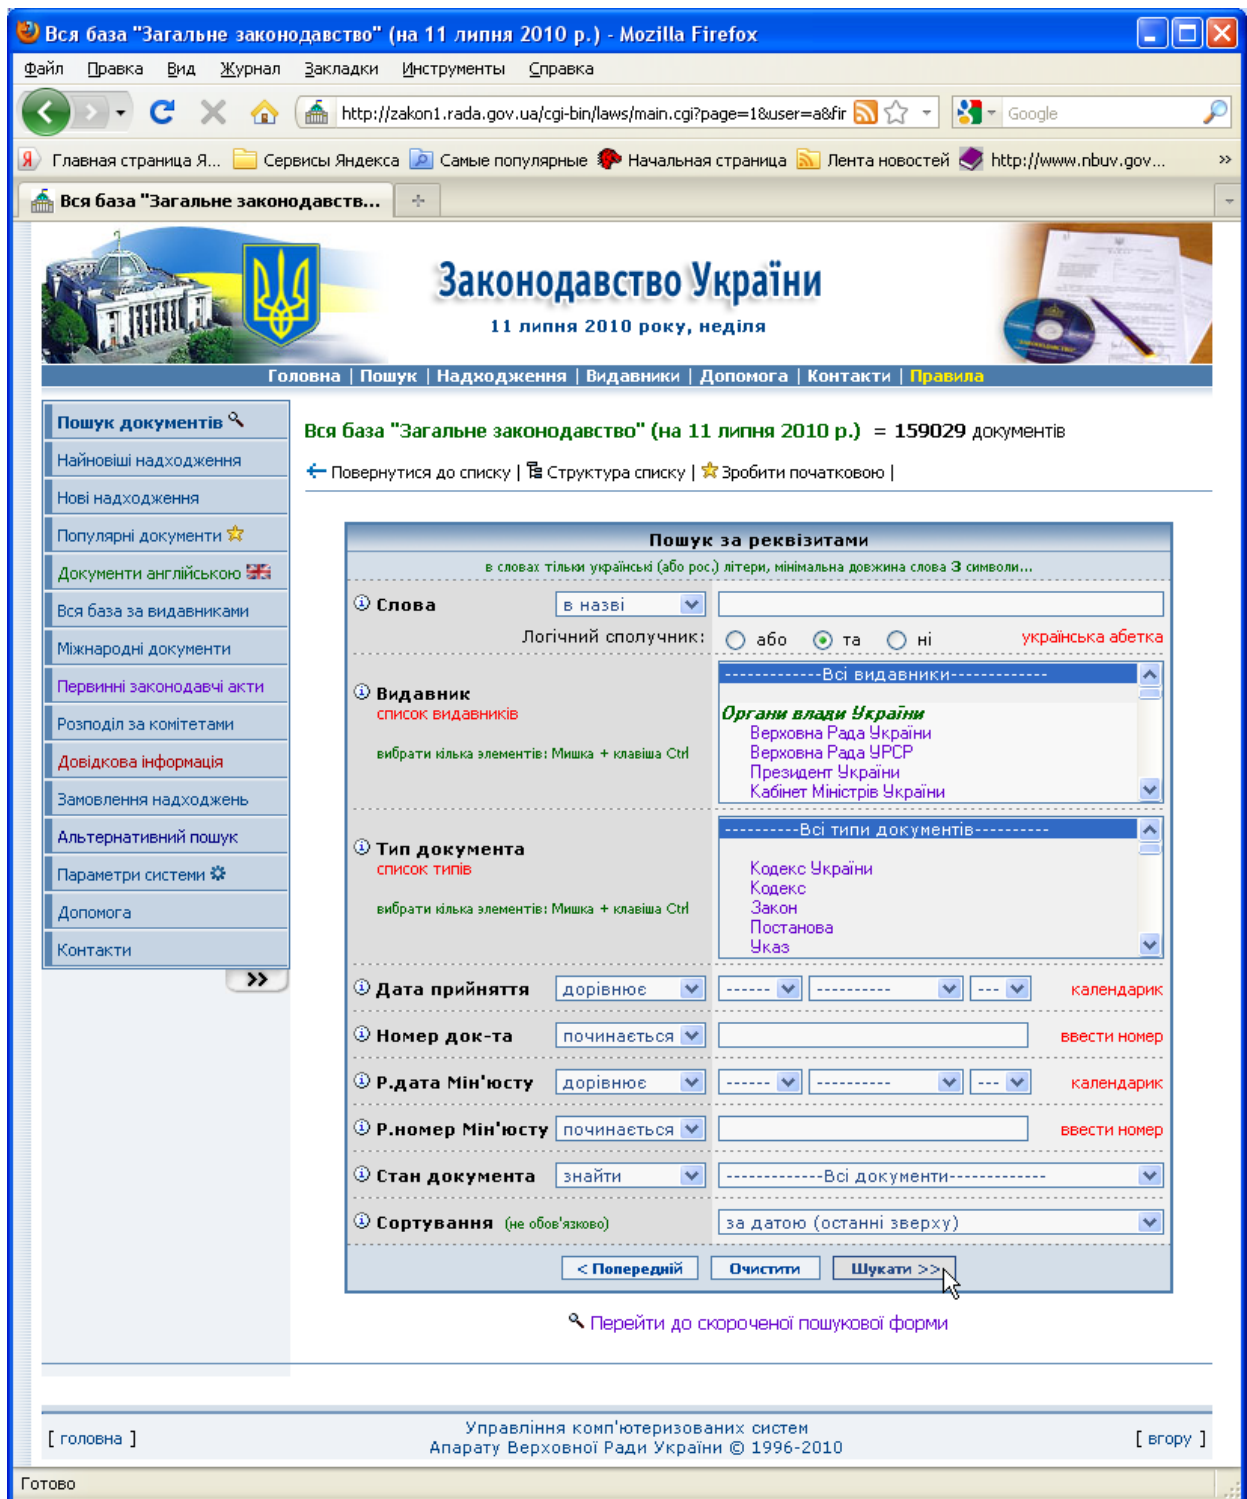 Вся база "Загальне законодавство" (на 11 липня 2010 р.) - Mozilla Firefox
Файл Правка Вид Журнал Закладки Инструменты Справка
http://zakon1.rada.gov.ua/cgi-bin/laws/main.cgi?page=1&user=a&fir
Google
Главная страница Я... Сервисы Яндекса Самые популярные Начальная страница Лента новостей http://www.nbuv.gov... »
Вся база "Загальне законодавств...
Законодавство України
11 липня 2010 року, неділя
Головна | Пошук | Надходження | Видавники | Допомога | Контакти | Правила
Пошук документів
Найновіші надходження
Нові надходження
Популярні документи
Документи англійською
Вся база за видавниками
Міжнародні документи
Первинні законодавчі акти
Розподіл за комітетами
Довідкова інформація
Замовлення надходжень
Альтернативний пошук
Параметри системи
Допомога
Контакти
>>
Вся база "Загальне законодавство" (на 11 липня 2010 р.) = 159029 документів
Повернутися до списку | Структура списку | Зробити початковою |
Пошук за реквізитами
в словах тільки українські (або рос.) літери, мінімальна довжина слова 3 символи...
Слова в назві
Логічний сполучник: або та ні українська абетка
Видавник
список видавників
вибрати кілька элементів: Мишка + клавіша Ctrl
-------------Всі видавники-------------
Органи влади України
Верховна Рада України
Верховна Рада УРСР
Президент України
Кабінет Міністрів України
Тип документа
список типів
вибрати кілька элементів: Мишка + клавіша Ctrl
----------Всі типи документів----------
Кодекс України
Кодекс
Закон
Постанова
Указ
Дата прийняття дорівнює ------ ---------- --- календарик
Номер док-та починається ввести номер
Р.дата Мін'юсту дорівнює ------ ---------- --- календарик
Р.номер Мін'юсту починається ввести номер
Стан документа знайти -------------Всі документи-------------
Сортування (не обов'язково) за датою (останні зверху)
< Попередній Очистити Шукати >>
Перейти до скороченої пошукової форми
[ головна ]
Управління комп'ютеризованих систем
Апарату Верховної Ради України © 1996-2010
[ вгору ]
Готово